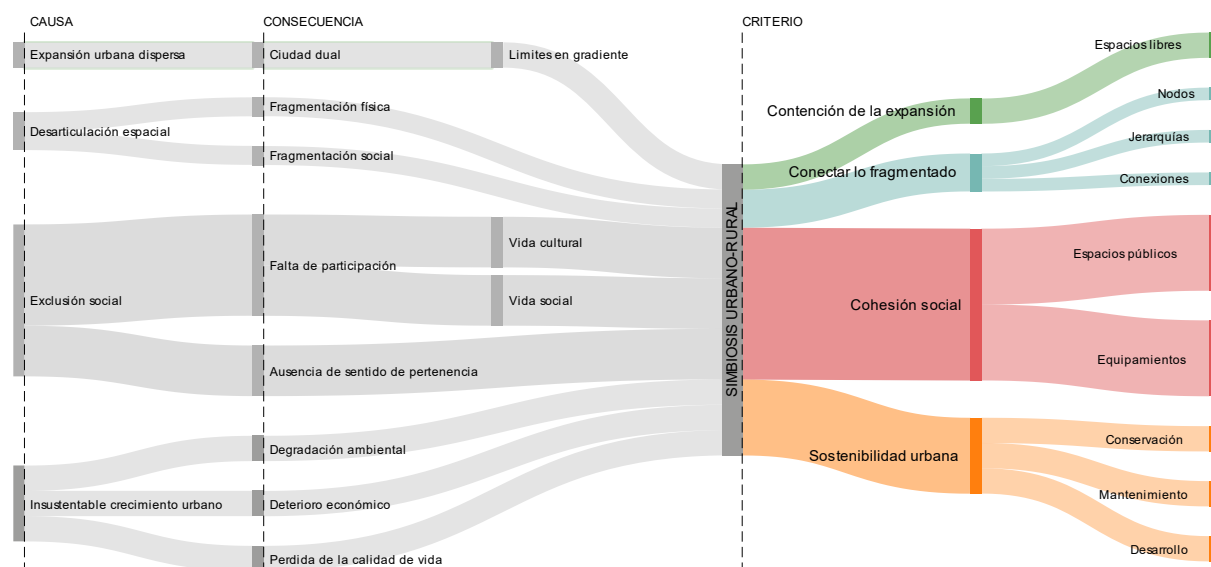 CAUSA
CONSECUENCIA
CRITERIO
Expansión urbana dispersa
Ciudad dual
Limites en gradiente
Espacios libres
Fragmentación física
Nodos
Contención de la expansión
Desarticulación espacial
Jerarquías
Fragmentación social
Conectar lo fragmentado
Conexiones
Vida cultural
Espacios públicos
Falta de participación
Exclusión social
Vida social
SIMBIOSIS URBANO-RURAL
Cohesión social
Equipamientos
Ausencia de sentido de pertenencia
Degradación ambiental
Conservación
Sostenibilidad urbana
Mantenimiento
Insustentable crecimiento urbano
Deterioro económico
Desarrollo
Perdida de la calidad de vida